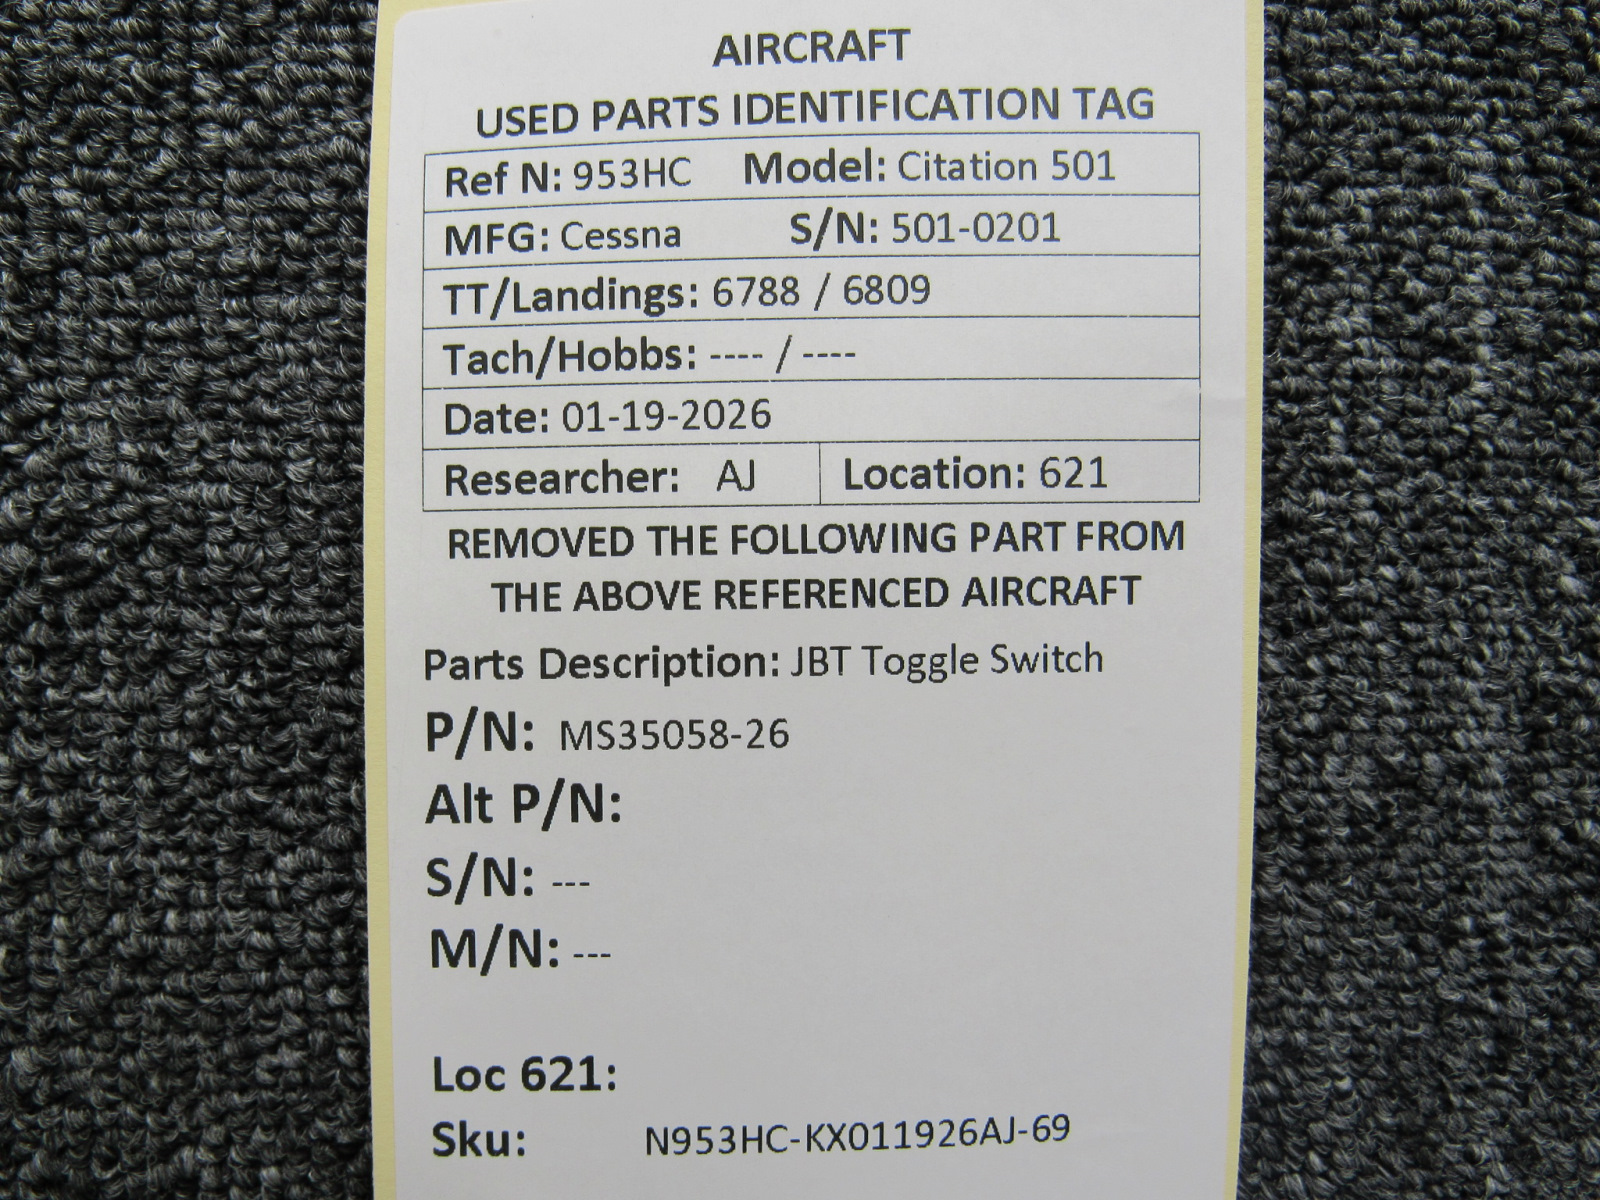 AIRCRAFT
USED PARTS IDENTIFICATION TAG
Ref N: 953HC Model: Citation 501
MFG: Cessna S/N: 501-0201
TT/Landings: 6788 / 6809
Tach/Hobbs: ---- / ----
Date: 01-19-2026
Researcher: AJ Location: 621
REMOVED THE FOLLOWING PART FROM
THE ABOVE REFERENCED AIRCRAFT
Parts Description: JBT Toggle Switch
P/N: MS35058-26
Alt P/N:
S/N: ---
M/N: ---
Loc 621:
Sku: N953HC-KX011926AJ-69